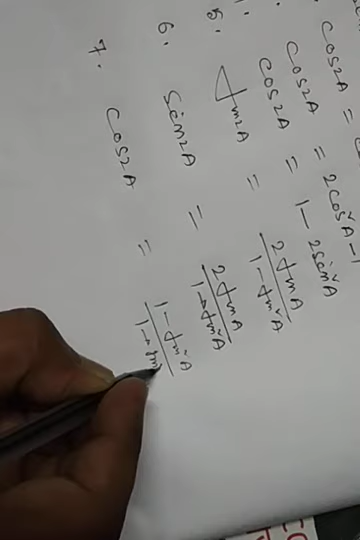 Cos2A =
Cos2A = 2Cos²A - 1
Cos2A = 1 - 2Sin²A
5. tan2A = 2tanA / 1 - tan²A
6. Sin2A = 2tanA / 1 + tan²A
7. Cos2A = 1 - tan²A / 1 + tan